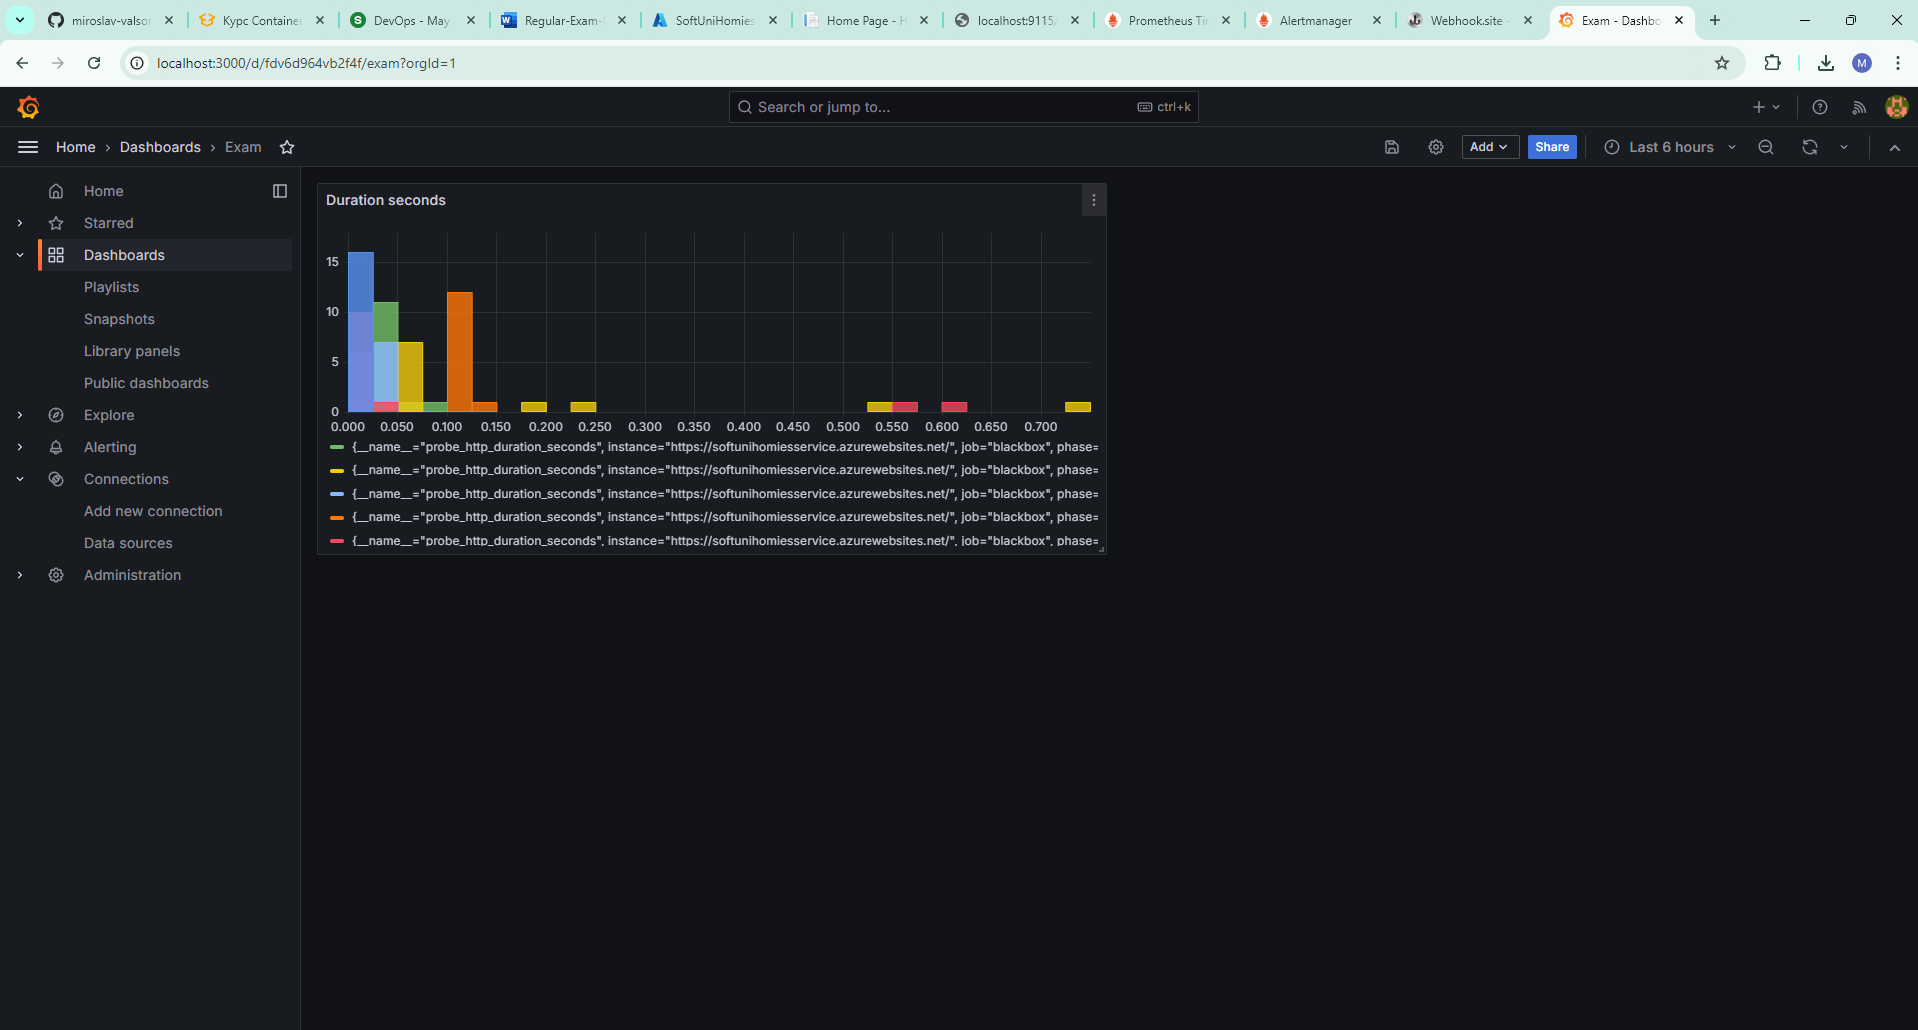 miroslav-valsor
Курс Container
DevOps - May
Regular-Exam-
SoftUniHomies
Home Page - H
localhost:9115/
Prometheus Tir
Alertmanager
Webhook.site -
Exam - Dashbo
localhost:3000/d/fdv6d964vb2f4f/exam?orgId=1
M
Search or jump to...
ctrl+k
Home
Dashboards
Exam
Add
Share
Last 6 hours
Home
Starred
Dashboards
Playlists
Snapshots
Library panels
Public dashboards
Explore
Alerting
Connections
Add new connection
Data sources
Administration
Duration seconds
15
10
5
0
0.000 0.050 0.100 0.150 0.200 0.250 0.300 0.350 0.400 0.450 0.500 0.550 0.600 0.650 0.700
{__name__="probe_http_duration_seconds", instance="https://softunihomiesservice.azurewebsites.net/", job="blackbox", phase=
{__name__="probe_http_duration_seconds", instance="https://softunihomiesservice.azurewebsites.net/", job="blackbox", phase=
{__name__="probe_http_duration_seconds", instance="https://softunihomiesservice.azurewebsites.net/", job="blackbox", phase=
{__name__="probe_http_duration_seconds", instance="https://softunihomiesservice.azurewebsites.net/", job="blackbox", phase=
{__name__="probe_http_duration_seconds", instance="https://softunihomiesservice.azurewebsites.net/", job="blackbox", phase=